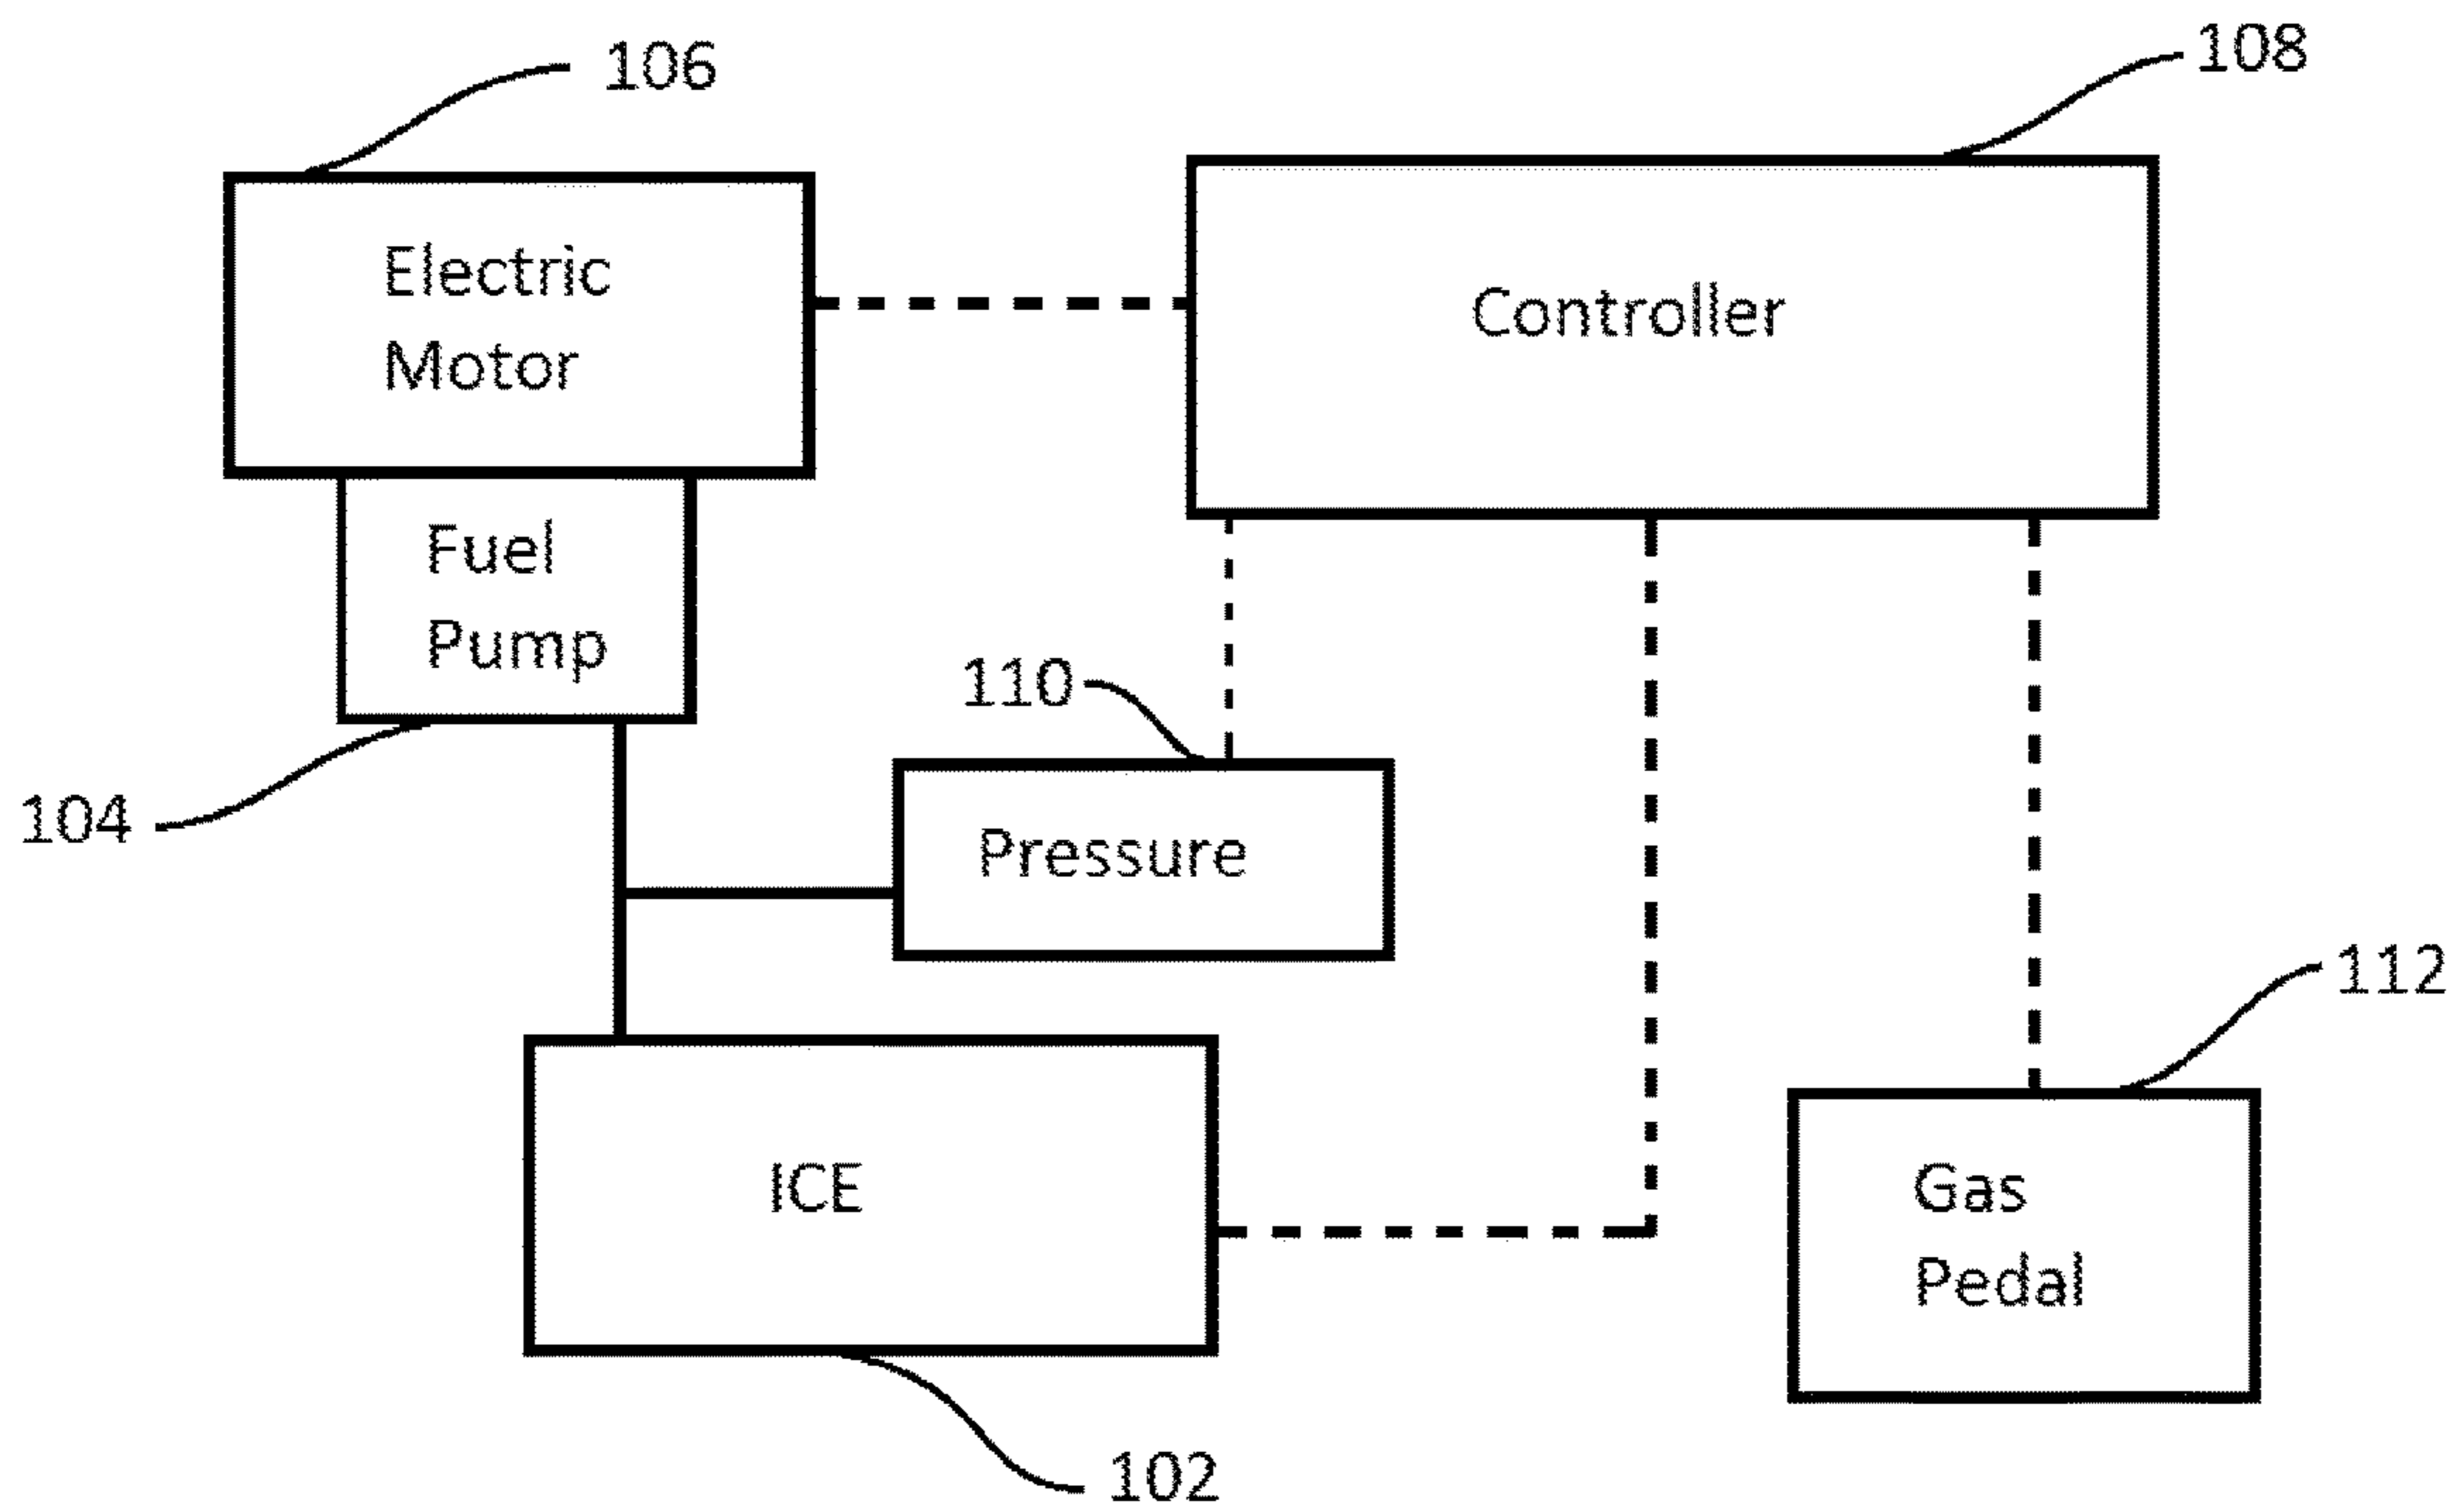 106
108
Electric
Motor
Controller
Fuel
Pump
110
104
Pressure
112
ICE
Gas
Pedal
102